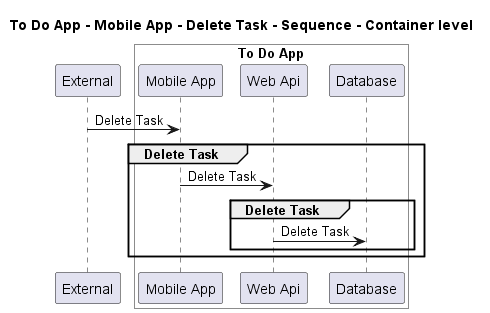 To Do App - Mobile App - Delete Task - Sequence - Container level
To Do App
External Mobile App Web Api Database
Delete Task
Delete Task
Delete Task
Delete Task
Delete Task
External Mobile App Web Api Database